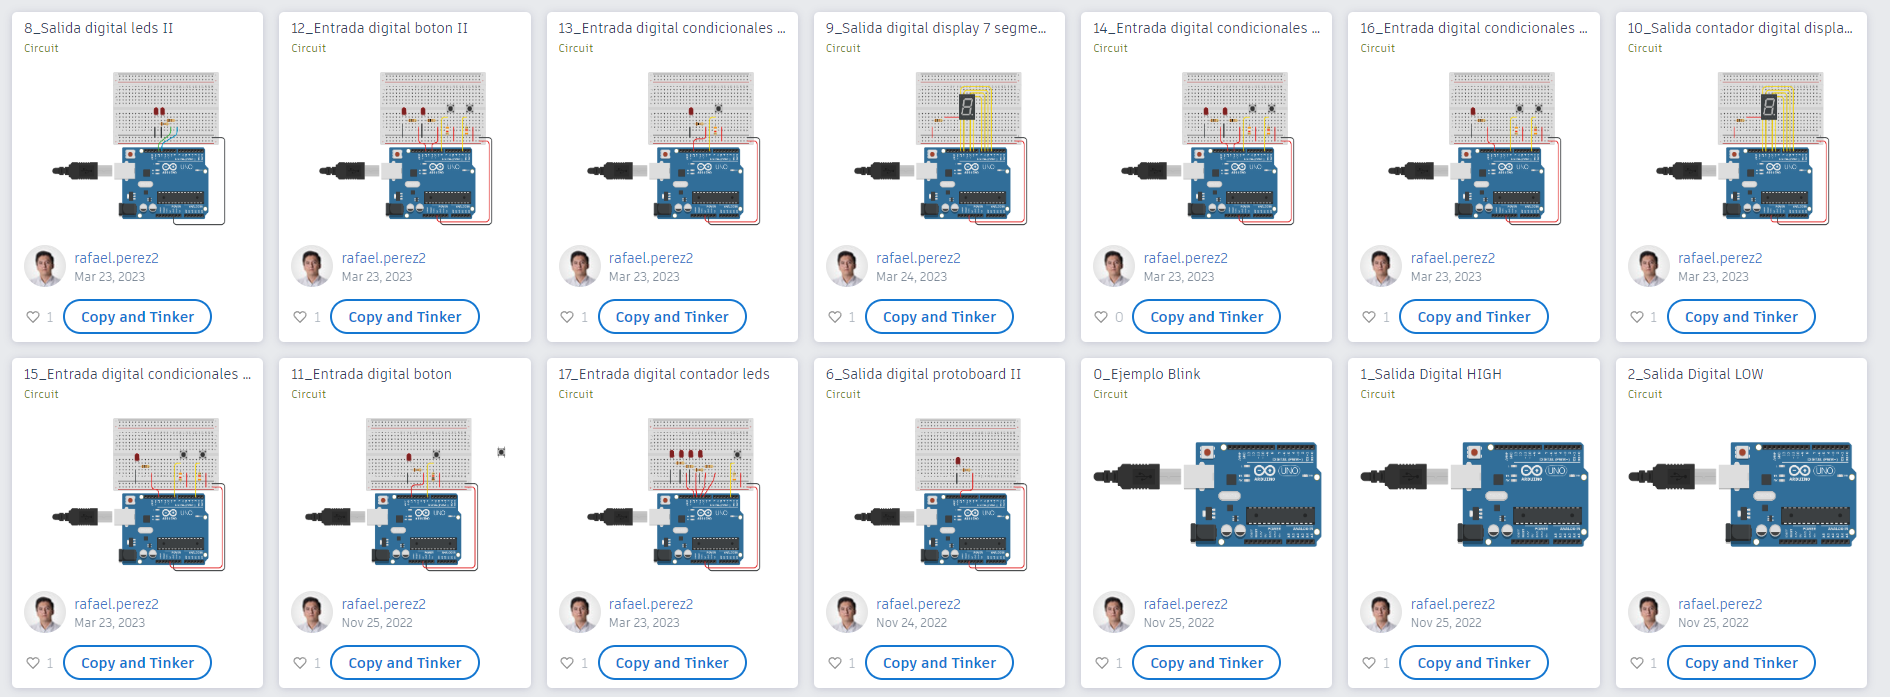 8_Salida digital leds II
Circuit
rafael.perez2
Mar 23, 2023
1
Copy and Tinker
12_Entrada digital boton II
Circuit
rafael.perez2
Mar 23, 2023
1
Copy and Tinker
13_Entrada digital condicionales ...
Circuit
rafael.perez2
Mar 23, 2023
1
Copy and Tinker
9_Salida digital display 7 segme...
Circuit
rafael.perez2
Mar 24, 2023
1
Copy and Tinker
14_Entrada digital condicionales ...
Circuit
rafael.perez2
Mar 23, 2023
0
Copy and Tinker
16_Entrada digital condicionales ...
Circuit
rafael.perez2
Mar 23, 2023
1
Copy and Tinker
10_Salida contador digital displa...
Circuit
rafael.perez2
Mar 23, 2023
1
Copy and Tinker
15_Entrada digital condicionales ...
Circuit
rafael.perez2
Mar 23, 2023
1
Copy and Tinker
11_Entrada digital boton
Circuit
rafael.perez2
Nov 25, 2022
1
Copy and Tinker
17_Entrada digital contador leds
Circuit
rafael.perez2
Mar 23, 2023
1
Copy and Tinker
6_Salida digital protoboard II
Circuit
rafael.perez2
Nov 24, 2022
1
Copy and Tinker
0_Ejemplo Blink
Circuit
UNO
ARDUINO
rafael.perez2
Nov 25, 2022
1
Copy and Tinker
1_Salida Digital HIGH
Circuit
UNO
ARDUINO
rafael.perez2
Nov 25, 2022
1
Copy and Tinker
2_Salida Digital LOW
Circuit
UNO
ARDUINO
rafael.perez2
Nov 25, 2022
1
Copy and Tinker